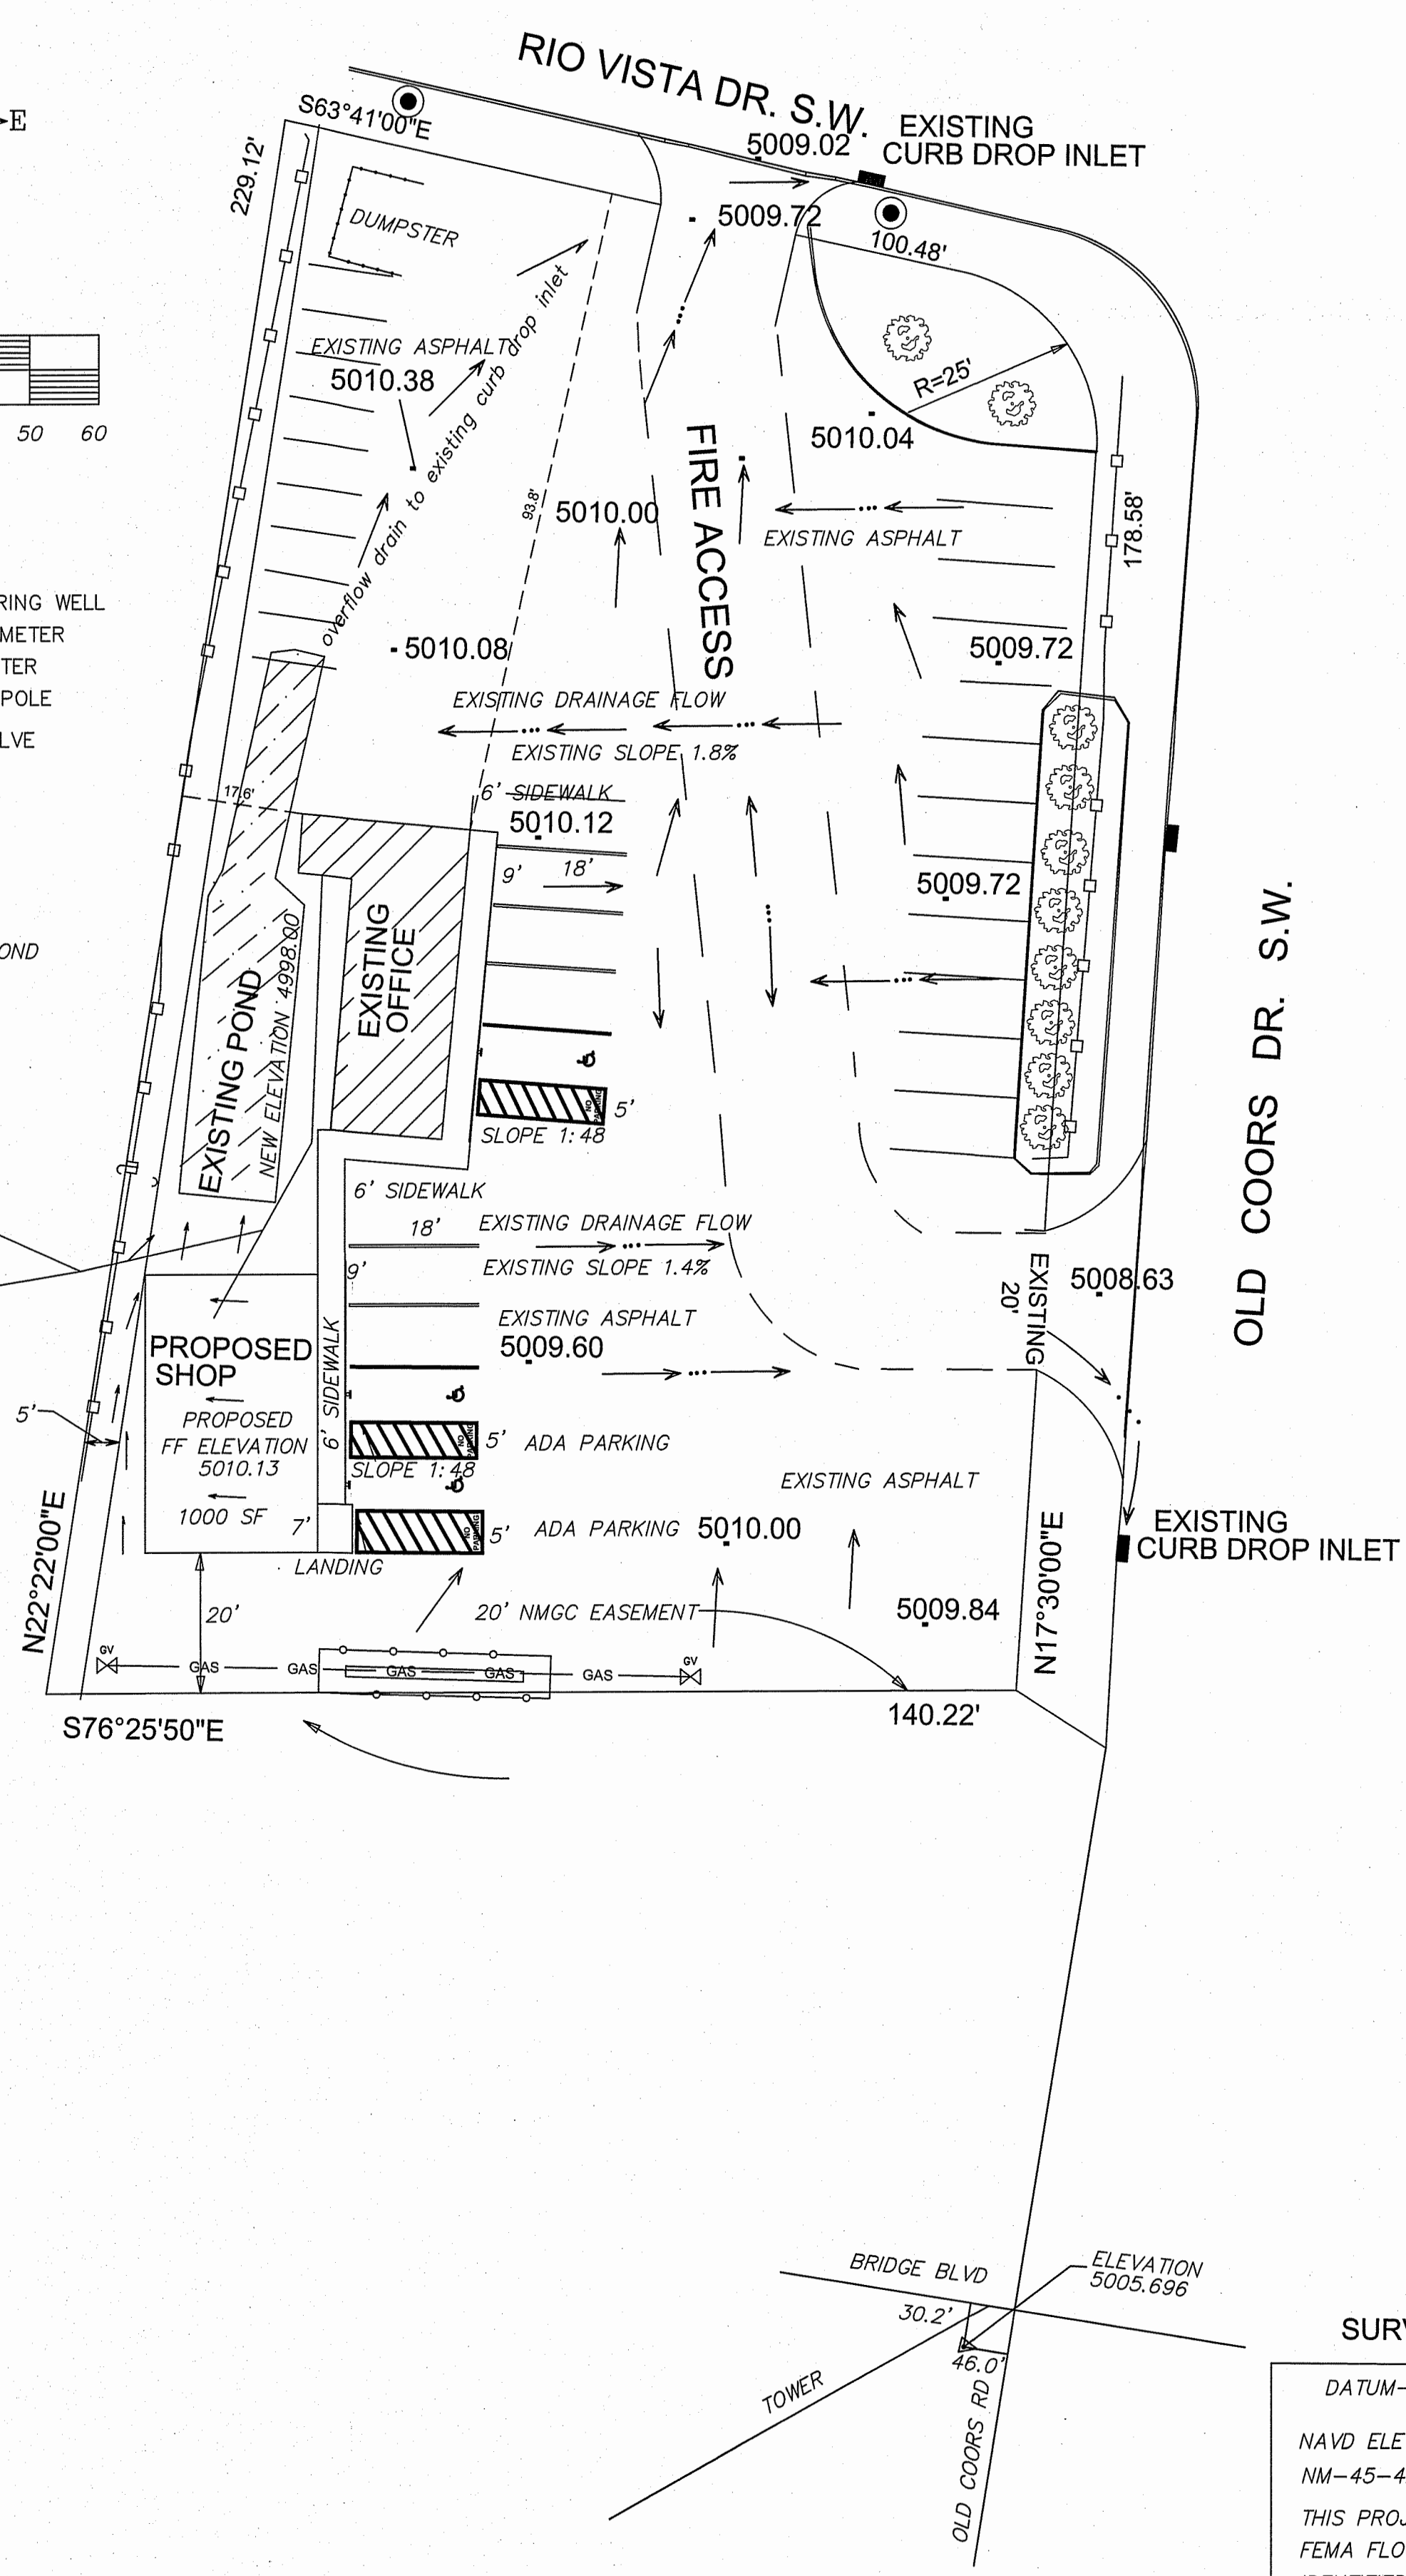 RIO VISTA DR. S.W.
E
S63°41'00"E
EXISTING
CURB DROP INLET
5009.02
229.12'
5009.72
DUMPSTER
100.48'
overflow drain to existing curb drop inlet
EXISTING ASPHALT
5010.38
R=25'
50 60
5010.04
FIRE ACCESS
93.8'
5010.00
178.58'
EXISTING ASPHALT
RING WELL
METER
TER
POLE
LVE
5010.08
5009.72
EXISTING DRAINAGE FLOW
EXISTING SLOPE 1.8%
17.6'
6' SIDEWALK
5010.12
9' 18'
5009.72
OND
EXISTING POND
NEW ELEVATION 4998.00
EXISTING
OFFICE
OLD COORS DR. S.W.
NO
PARKING
5'
SLOPE 1:48
6' SIDEWALK
18'
EXISTING DRAINAGE FLOW
9'
EXISTING SLOPE 1.4%
EXISTING
20'
5008.63
EXISTING ASPHALT
5009.60
PROPOSED
SHOP
6' SIDEWALK
5'
PROPOSED
FF ELEVATION
5010.13
1000 SF
NO
PARKING
5' ADA PARKING
SLOPE 1:48
EXISTING ASPHALT
7'
NO
PARKING
5' ADA PARKING
5010.00
EXISTING
CURB DROP INLET
LANDING
N22°22'00"E
N17°30'00"E
20'
20' NMGC EASEMENT
5009.84
GV
GAS GAS GAS GAS GAS
GV
S76°25'50"E
140.22'
BRIDGE BLVD
ELEVATION
5005.696
30.2'
46.0'
TOWER
OLD COORS RD
SURV
DATUM-
NAVD ELE
NM-45-4
THIS PROJ
FEMA FLO